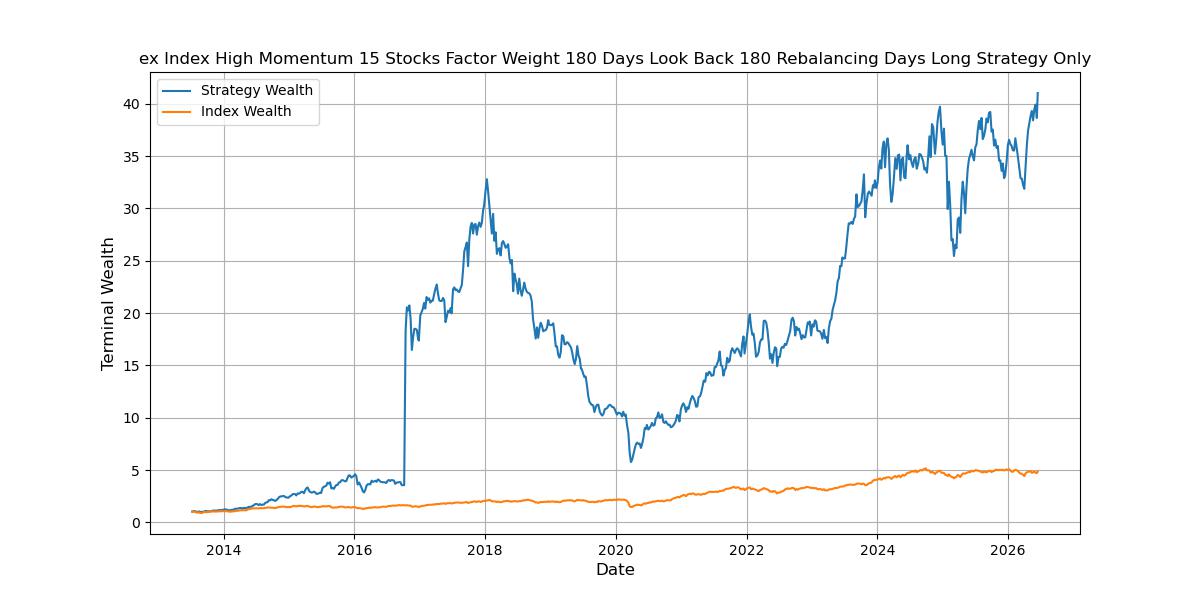 ex Index High Momentum 15 Stocks Factor Weight 180 Days Look Back 180 Rebalancing Days Long Strategy Only
Strategy Wealth
Index Wealth
Terminal Wealth
40
35
30
25
20
15
10
5
0
2014 2016 2018 2020 2022 2024 2026
Date